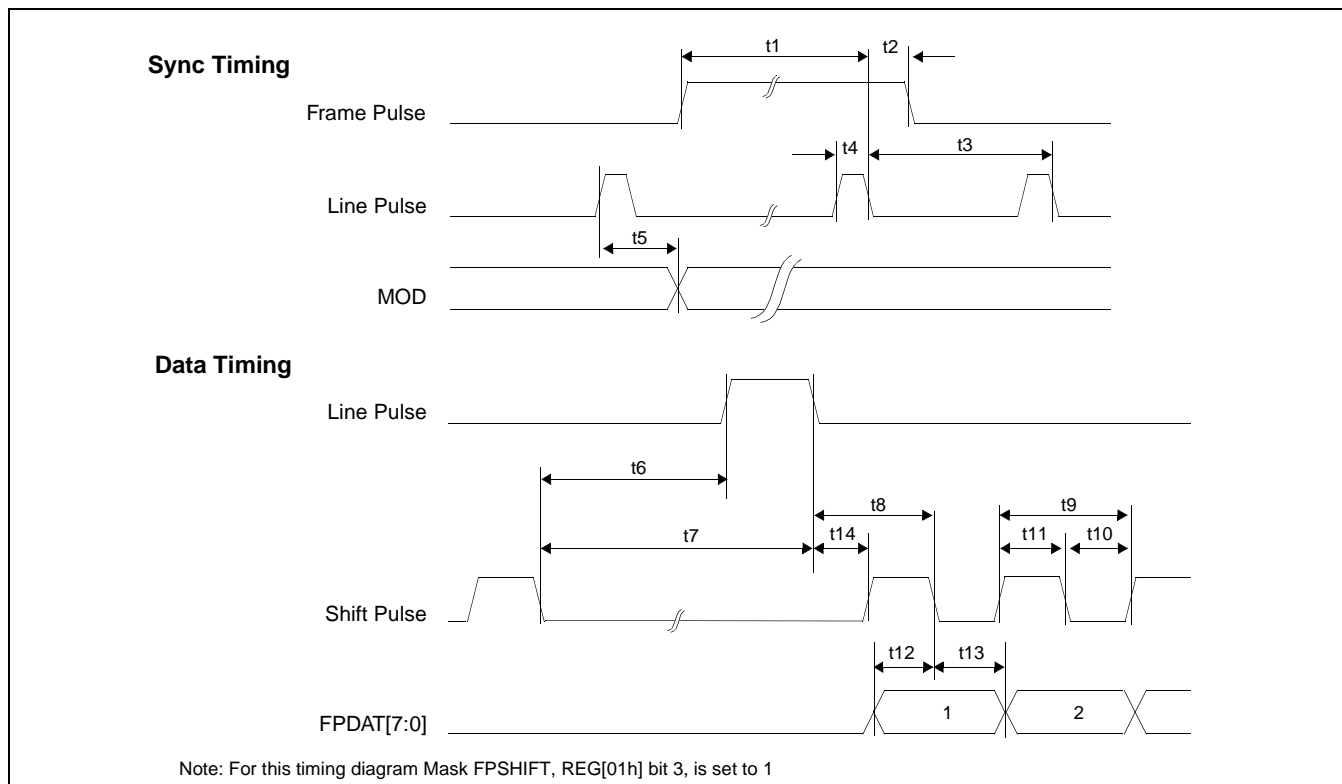 Sync Timing
t1
t2
Frame Pulse
t4
t3
Line Pulse
t5
MOD
Data Timing
Line Pulse
t6
t8
t9
t7
t14
t11
t10
Shift Pulse
t12
t13
FPDAT[7:0]
1
2
Note: For this timing diagram Mask FPSHIFT, REG[01h] bit 3, is set to 1